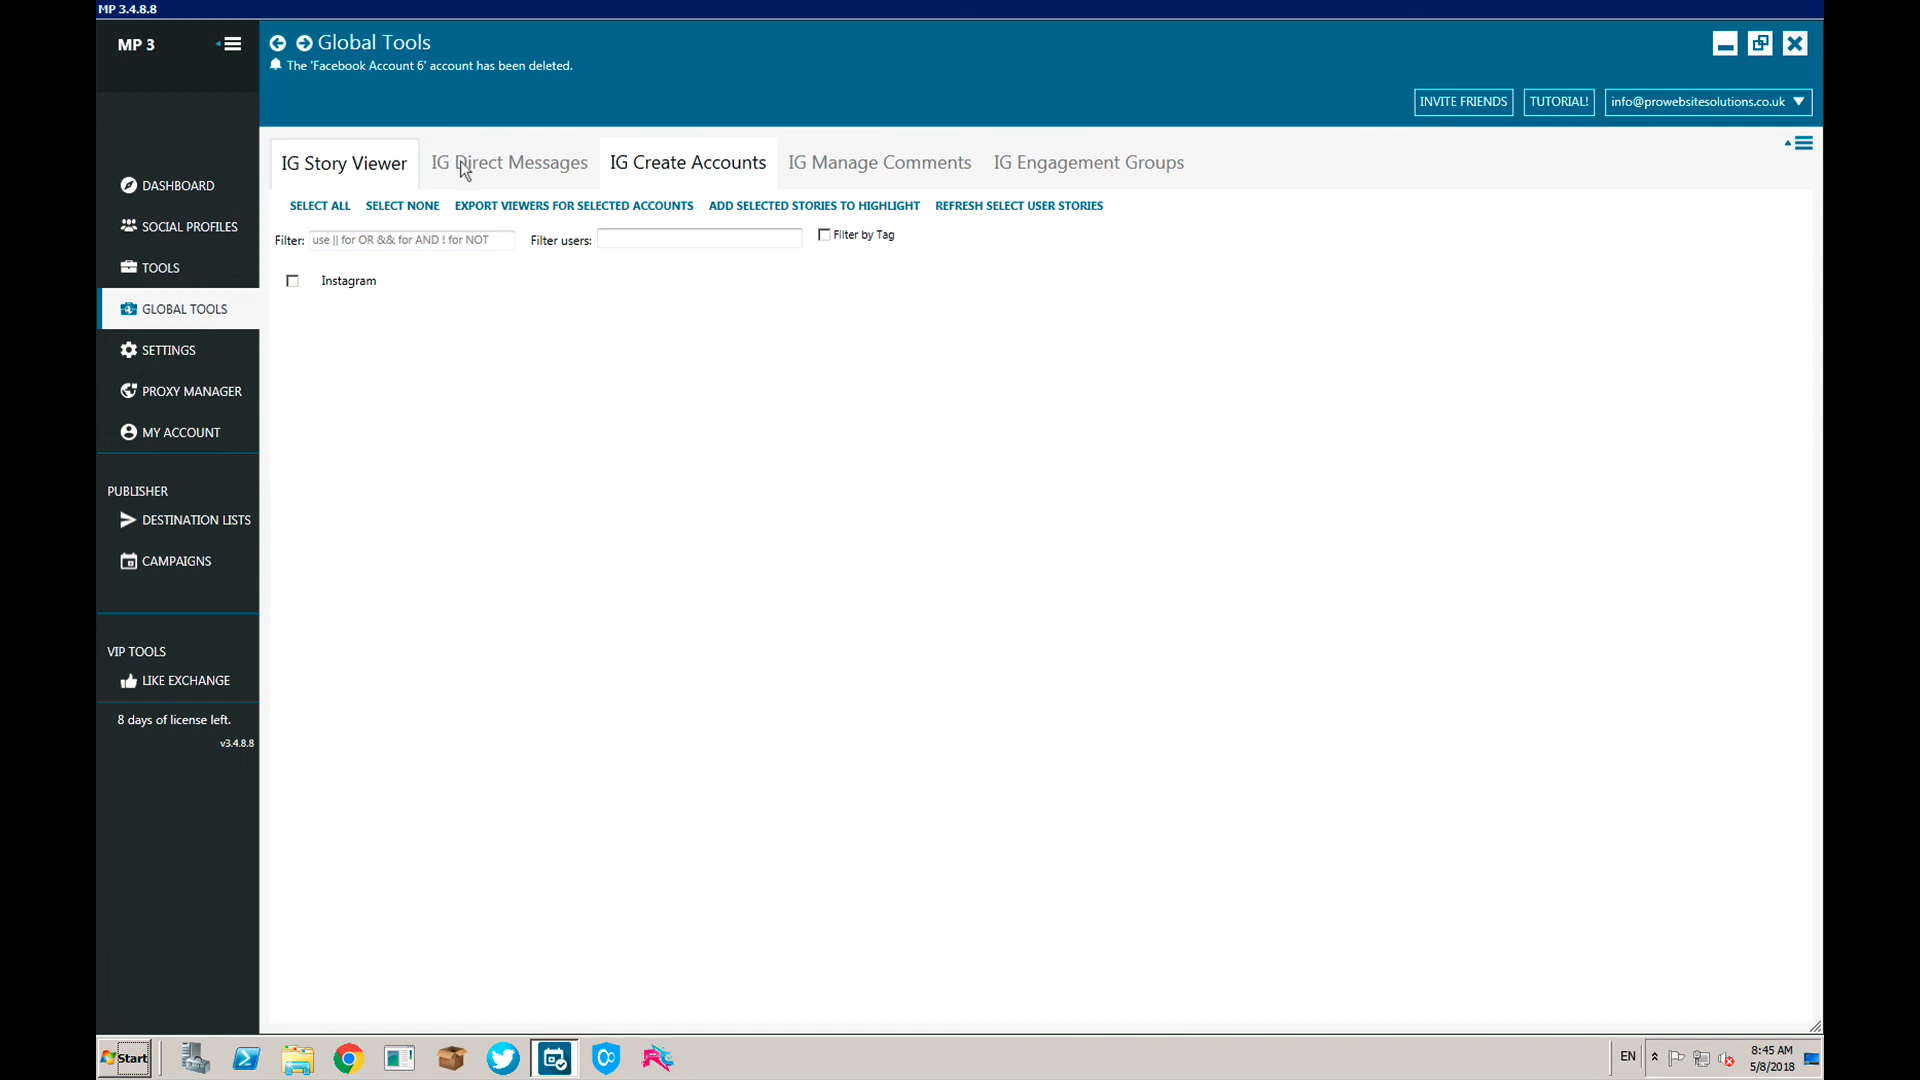 MP 3.4.8.8
MP 3
Global Tools
The 'Facebook Account 6' account has been deleted.
INVITE FRIENDS
TUTORIAL!
info@prowebsitesolutions.co.uk
IG Story Viewer
IG Direct Messages
IG Create Accounts
IG Manage Comments
IG Engagement Groups
SELECT ALL
SELECT NONE
EXPORT VIEWERS FOR SELECTED ACCOUNTS
ADD SELECTED STORIES TO HIGHLIGHT
REFRESH SELECT USER STORIES
Filter:
use || for OR && for AND ! for NOT
Filter users:
Filter by Tag
Instagram
DASHBOARD
SOCIAL PROFILES
TOOLS
GLOBAL TOOLS
SETTINGS
PROXY MANAGER
MY ACCOUNT
PUBLISHER
DESTINATION LISTS
CAMPAIGNS
VIP TOOLS
LIKE EXCHANGE
8 days of license left.
v3.4.8.8
Start
EN
8:45 AM
5/8/2018